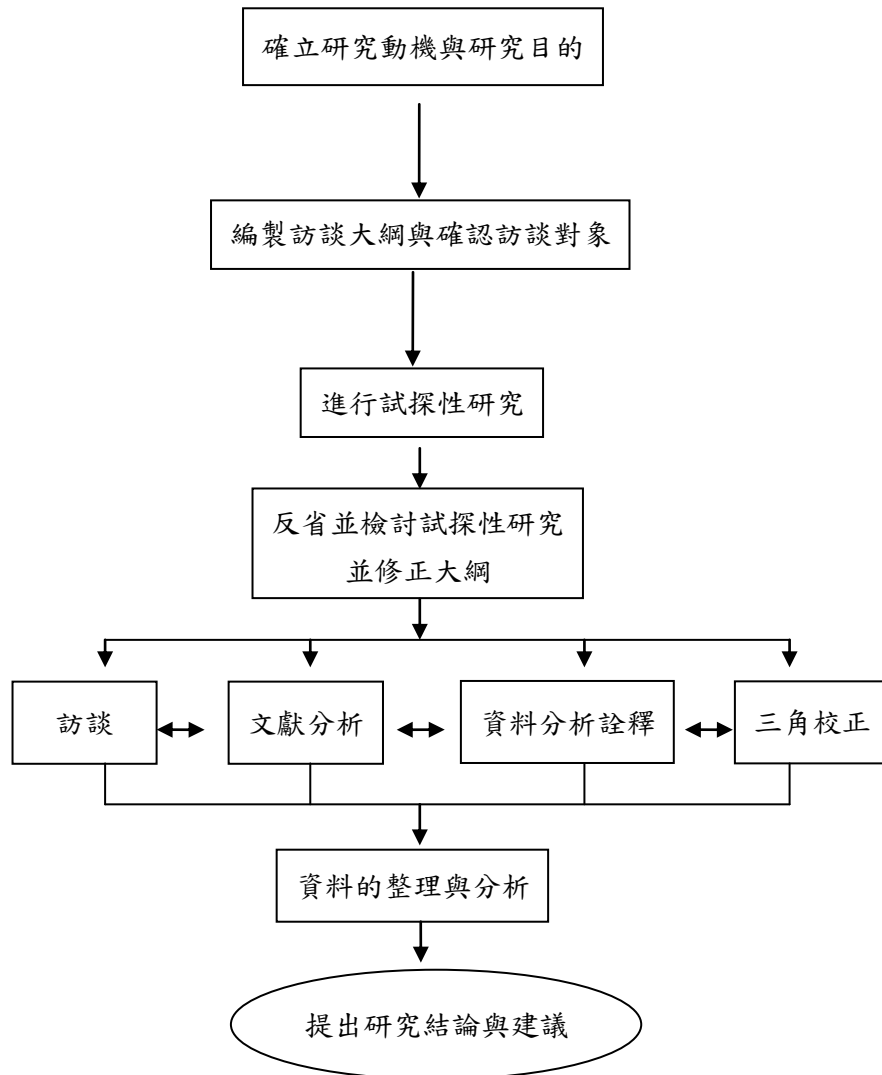 確立研究動機與研究目的
編製訪談大綱與確認訪談對象
進行試探性研究
反省並檢討試探性研究
並修正大綱
訪談
文獻分析
資料分析詮釋
三角校正
資料的整理與分析
提出研究結論與建議